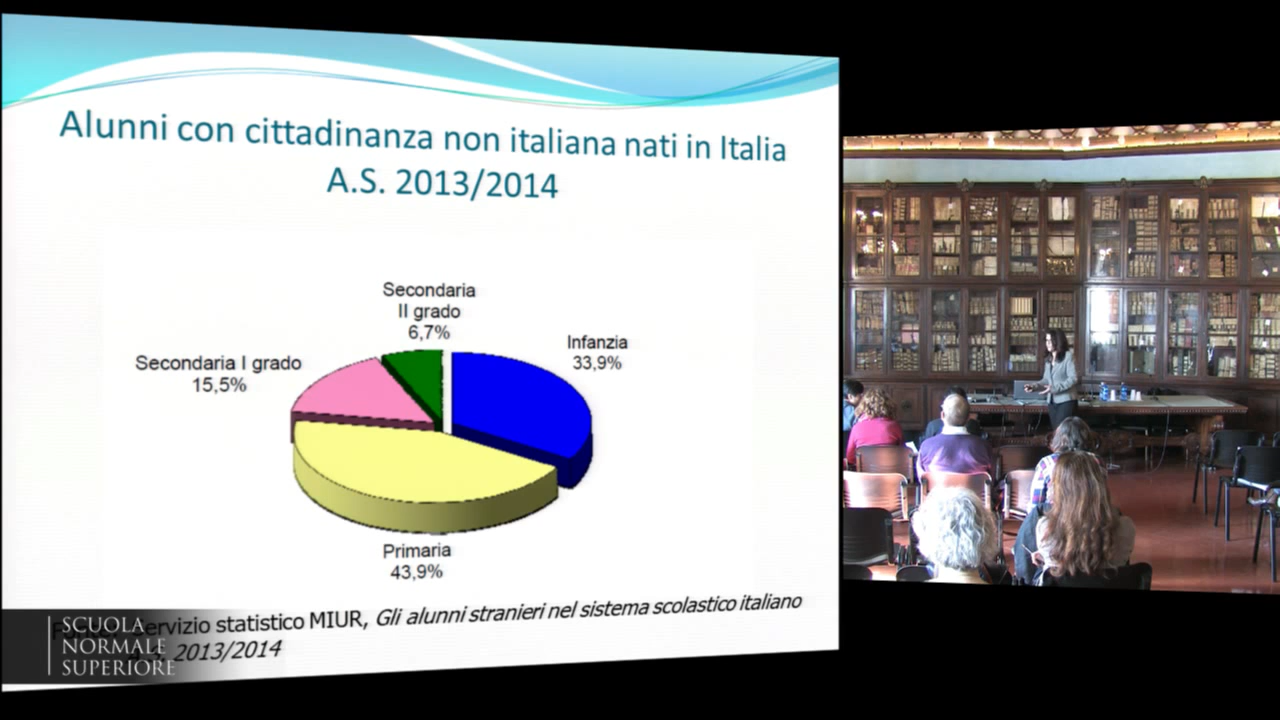 Alunni con cittadinanza non italiana nati in Italia
A.S. 2013/2014
Secondaria
II grado
6,7%
Infanzia
33,9%
Secondaria I grado
15,5%
Primaria
43,9%
Servizio statistico MIUR, Gli alunni stranieri nel sistema scolastico italiano
2013/2014
SCUOLA
NORMALE
SUPERIORE